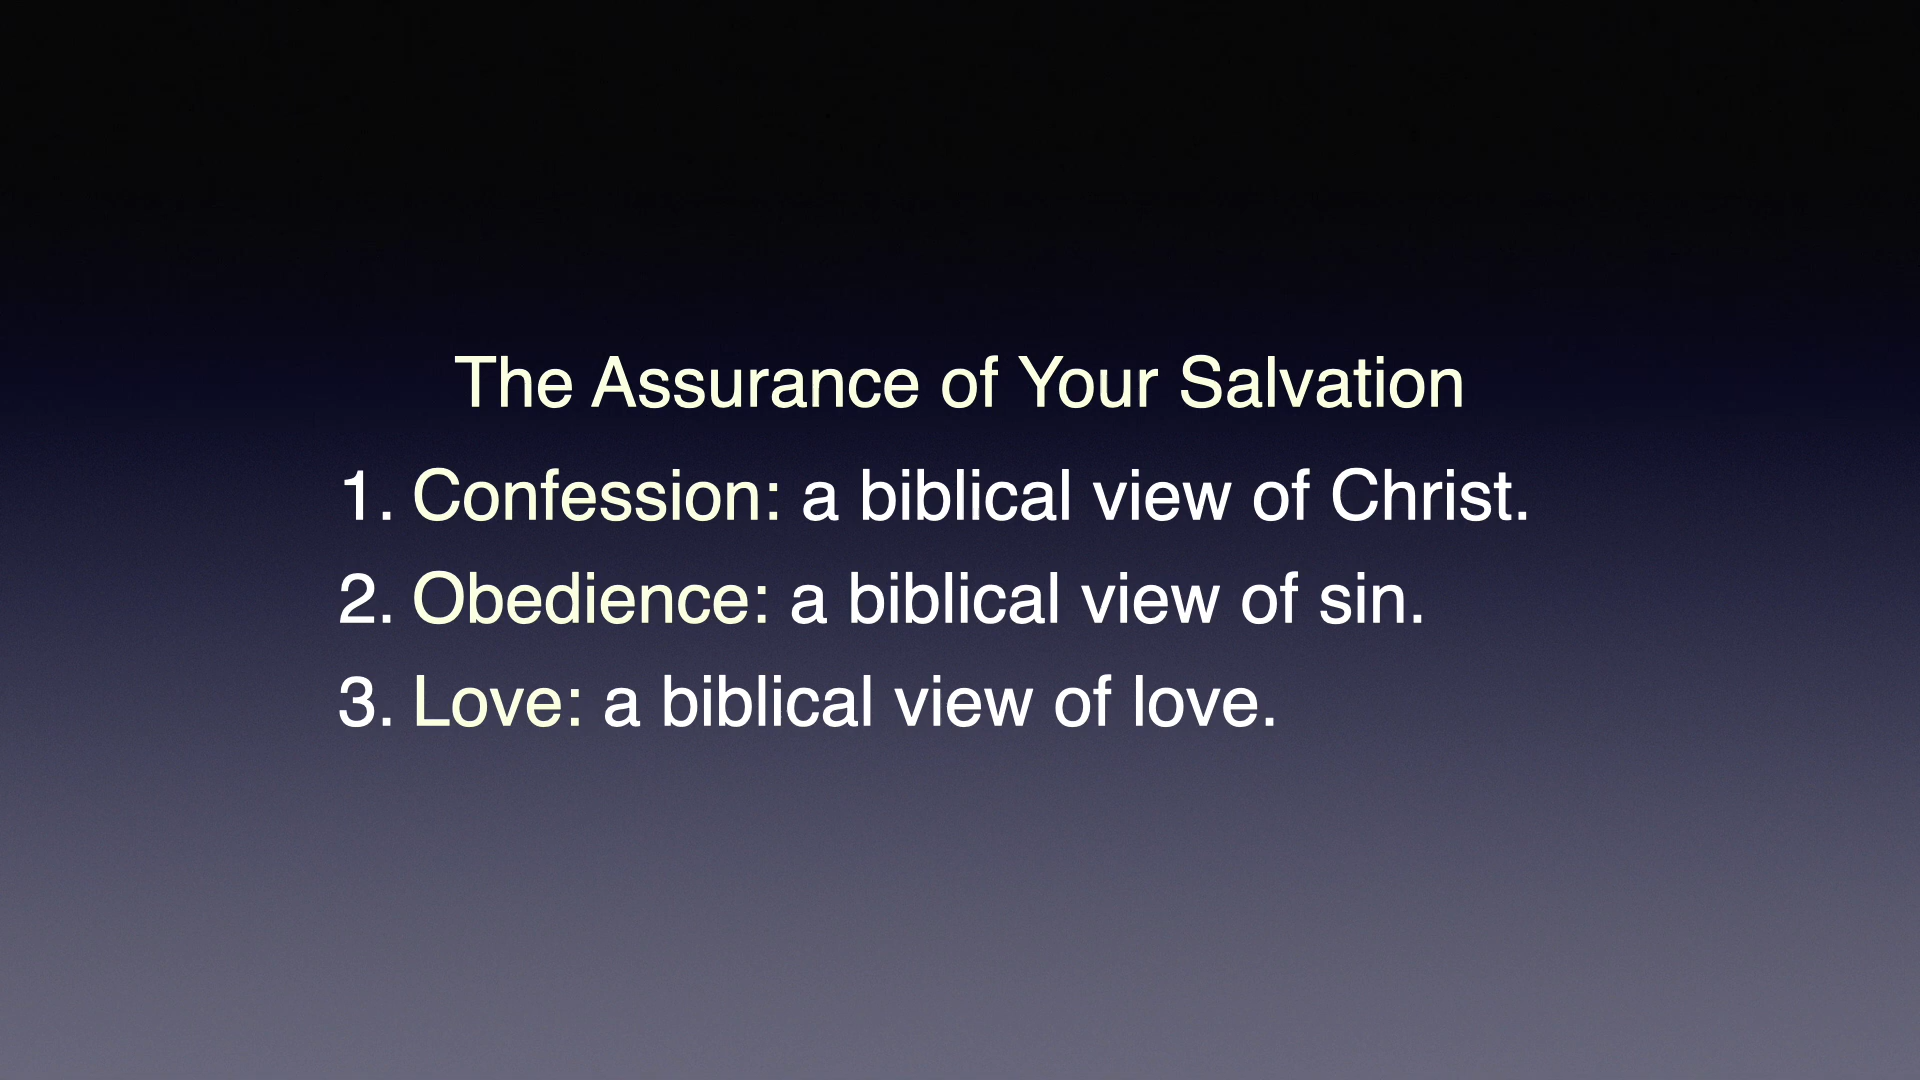 The Assurance of Your Salvation
1. Confession: a biblical view of Christ.
2. Obedience: a biblical view of sin.
3. Love: a biblical view of love.